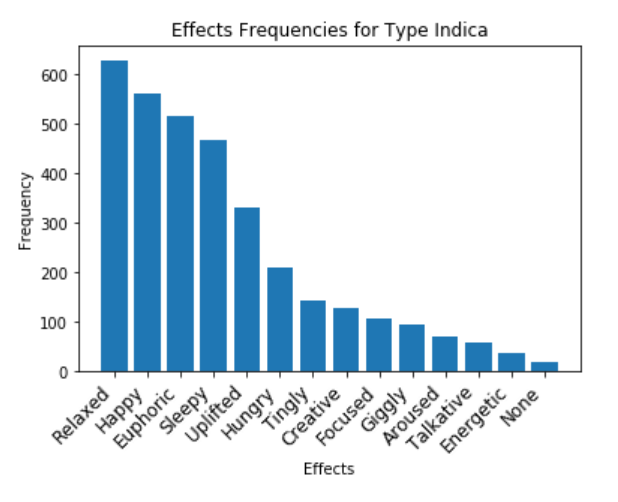 Effects Frequencies for Type Indica
Frequency
600
500
400
300
200
100
0
Relaxed
Happy
Euphoric
Sleepy
Uplifted
Hungry
Tingly
Creative
Focused
Giggly
Aroused
Talkative
Energetic
None
Effects